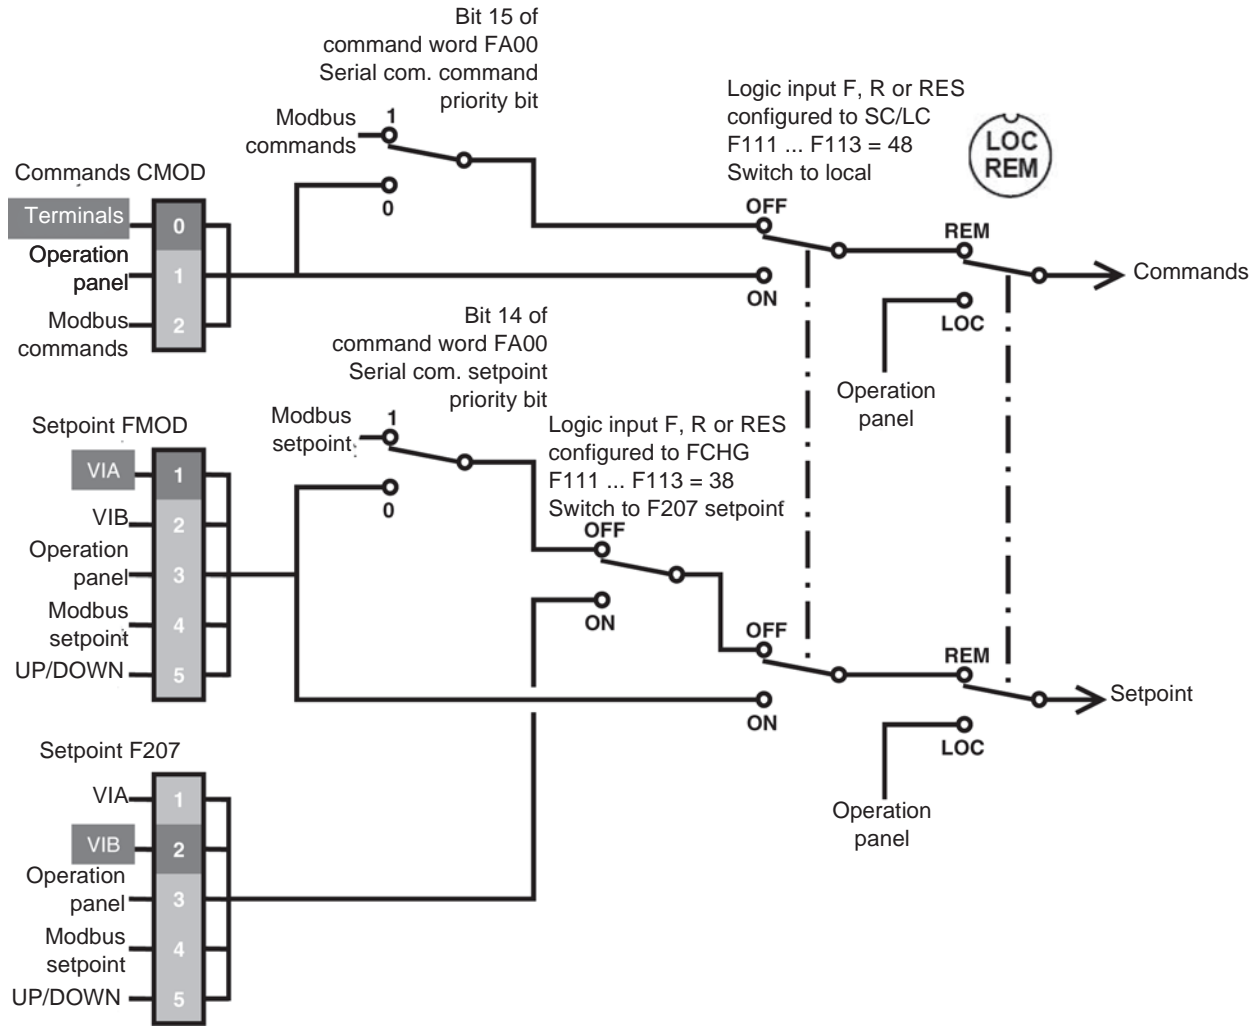 Bit 15 of
command word FA00
Serial com. command
priority bit
Modbus
commands
1
0
Logic input F, R or RES
configured to SC/LC
F111 ... F113 = 48
Switch to local
LOC
REM
Commands CMOD
Terminals
0
Operation
panel
1
Modbus
commands
2
OFF
ON
REM
LOC
Commands
Operation
panel
Bit 14 of
command word FA00
Serial com. setpoint
priority bit
Modbus
setpoint
1
0
Logic input F, R or RES
configured to FCHG
F111 ... F113 = 38
Switch to F207 setpoint
OFF
ON
Setpoint FMOD
VIA
1
VIB
2
Operation
panel
3
Modbus
setpoint
4
UP/DOWN
5
OFF
ON
REM
LOC
Setpoint
Operation
panel
Setpoint F207
VIA
1
VIB
2
Operation
panel
3
Modbus
setpoint
4
UP/DOWN
5